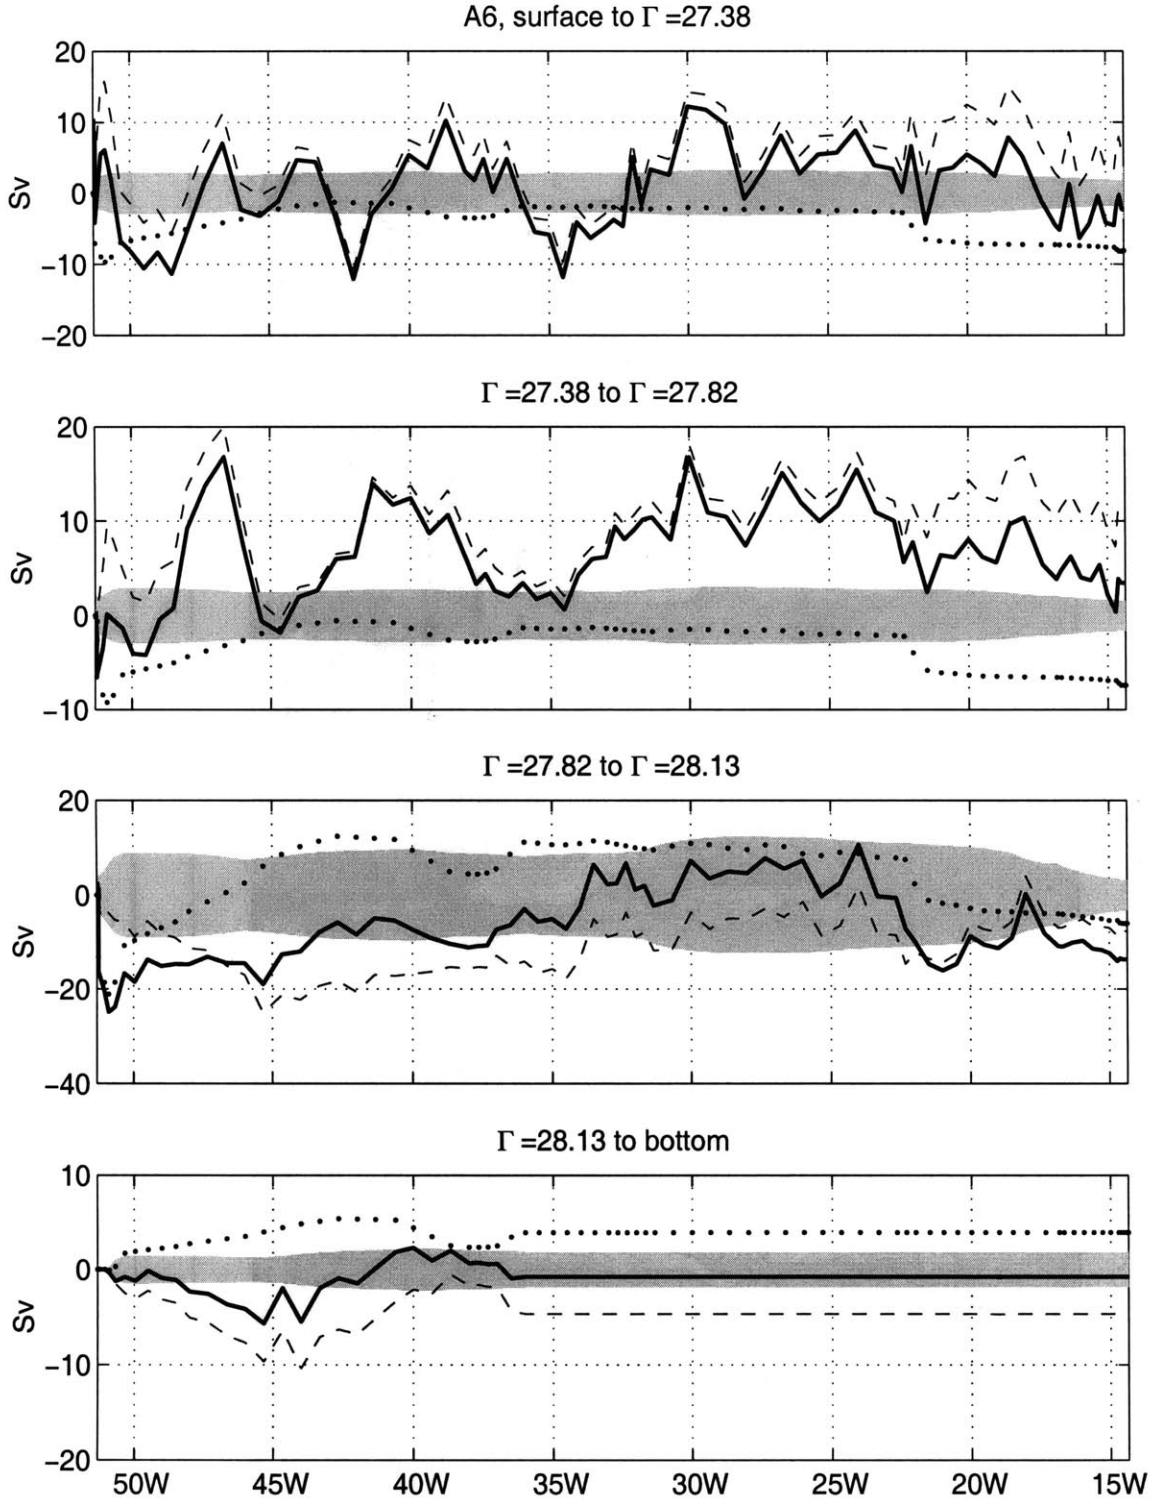 A6, surface to Γ =27.38
20
10
0
−10
−20
Sv
Γ =27.38 to Γ =27.82
20
10
0
−10
Sv
Γ =27.82 to Γ =28.13
20
0
−20
−40
Sv
Γ =28.13 to bottom
10
0
−10
−20
Sv
50W 45W 40W 35W 30W 25W 20W 15W